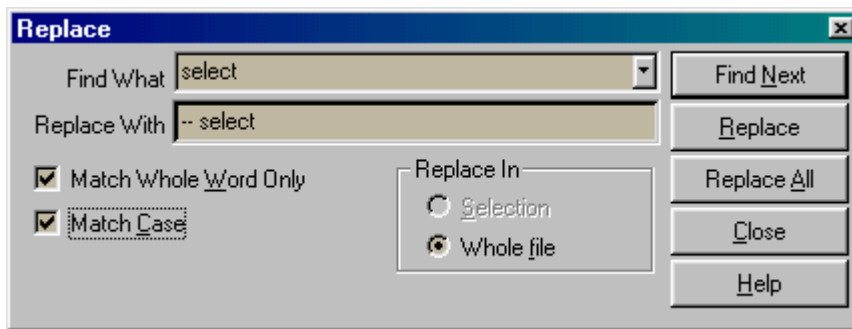 Replace
Find What select
Replace With -- select
Match Whole Word Only
Match Case
Replace In
Selection
Whole file
Find Next
Replace
Replace All
Close
Help